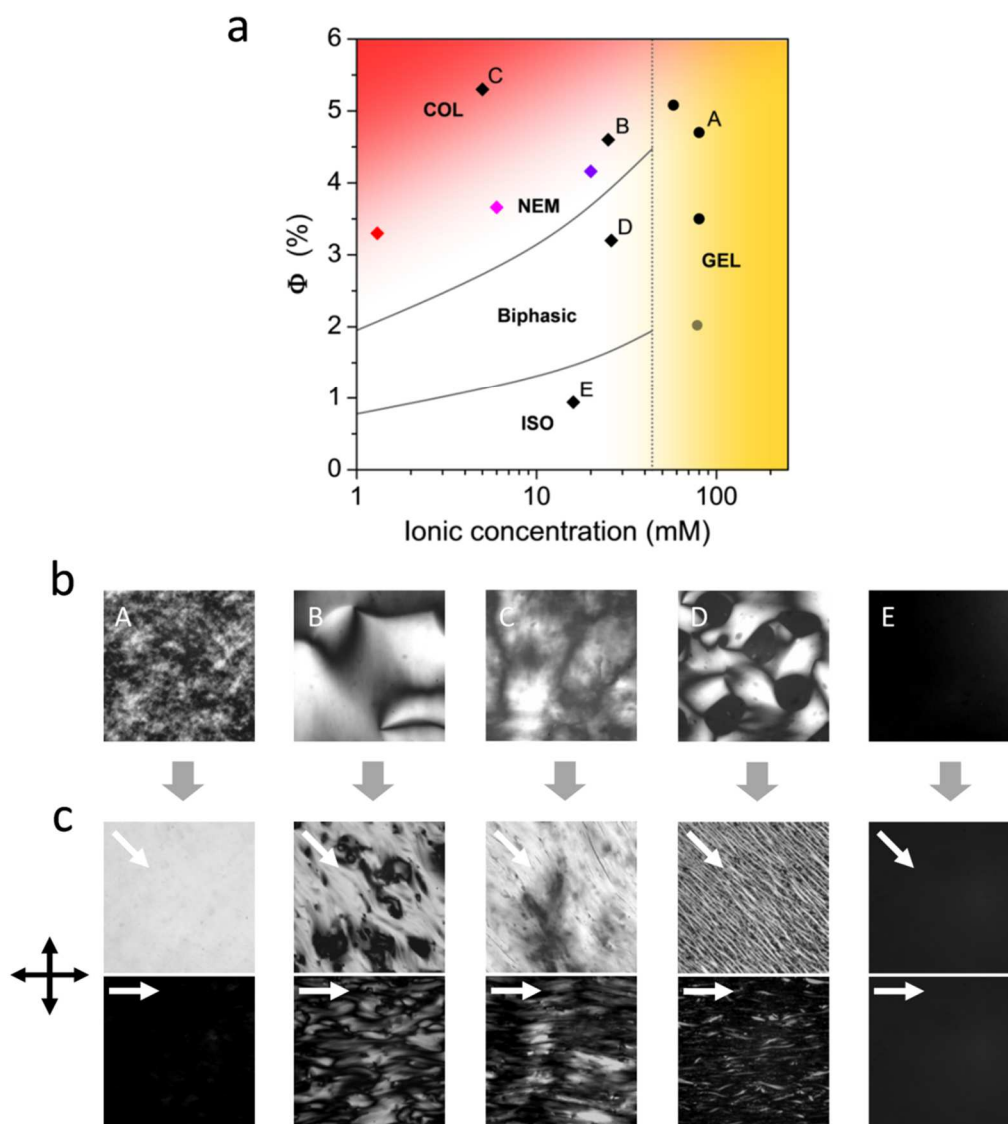 a
6
5
4
3
2
1
0
Φ (%)
C
COL
B
A
NEM
D
GEL
Biphasic
E
ISO
1
10
100
Ionic concentration (mM)
b
A
B
C
D
E
c